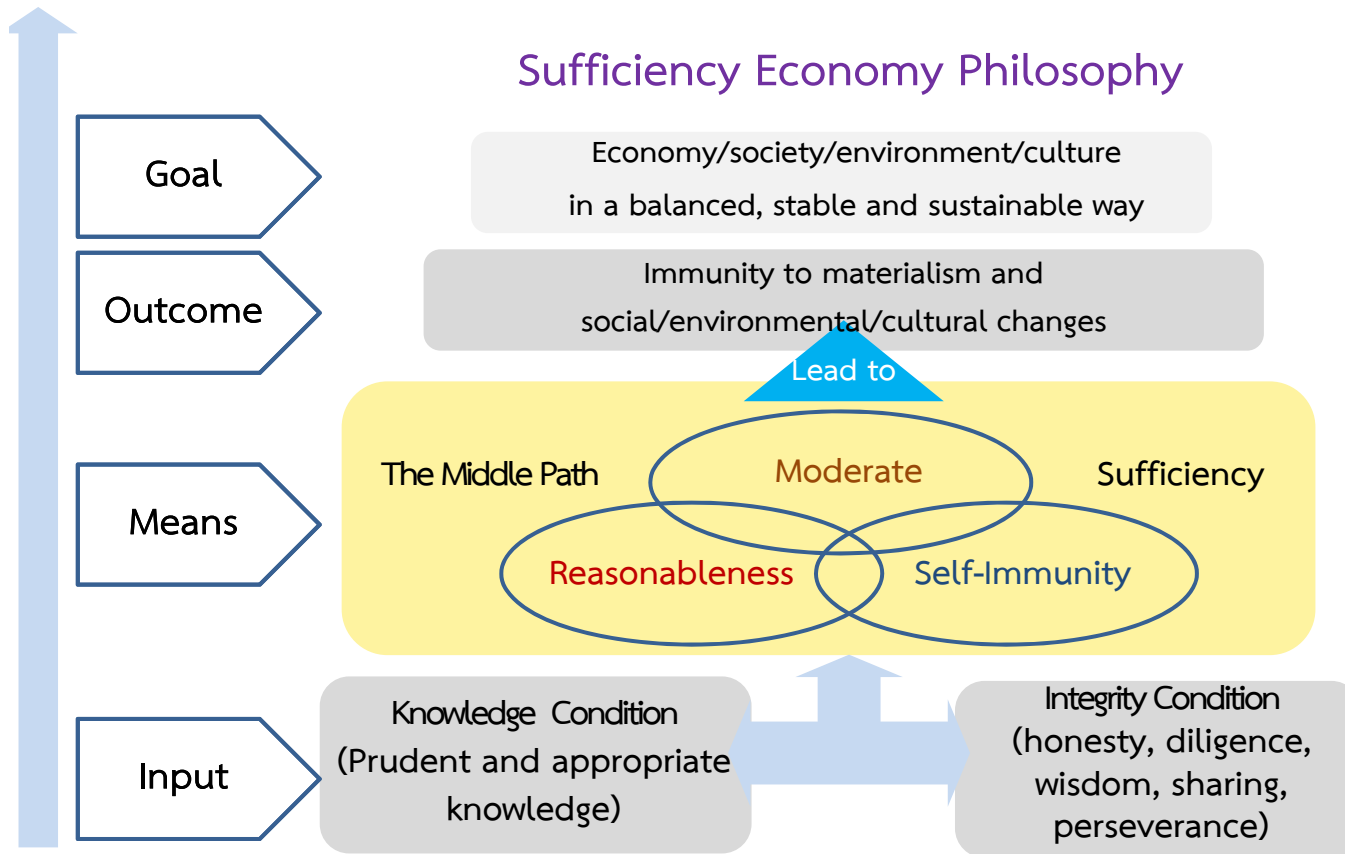 Sufficiency Economy Philosophy
Goal
Economy/society/environment/culture
in a balanced, stable and sustainable way
Outcome
Immunity to materialism and
social/environmental/cultural changes
Lead to
Means
The Middle Path
Moderate
Sufficiency
Reasonableness
Self-Immunity
Input
Knowledge Condition
(Prudent and appropriate
knowledge)
Integrity Condition
(honesty, diligence,
wisdom, sharing,
perseverance)